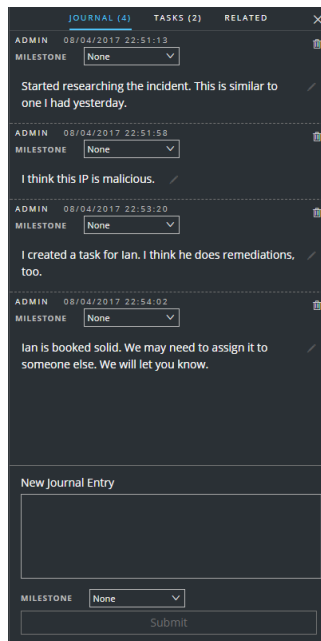 JOURNAL (4) TASKS (2) RELATED
ADMIN 08/04/2017 22:51:13
MILESTONE None
Started researching the incident. This is similar to
one I had yesterday.
ADMIN 08/04/2017 22:51:58
MILESTONE None
I think this IP is malicious.
ADMIN 08/04/2017 22:53:20
MILESTONE None
I created a task for Ian. I think he does remediations,
too.
ADMIN 08/04/2017 22:54:02
MILESTONE None
Ian is booked solid. We may need to assign it to
someone else. We will let you know.
New Journal Entry
MILESTONE None
Submit